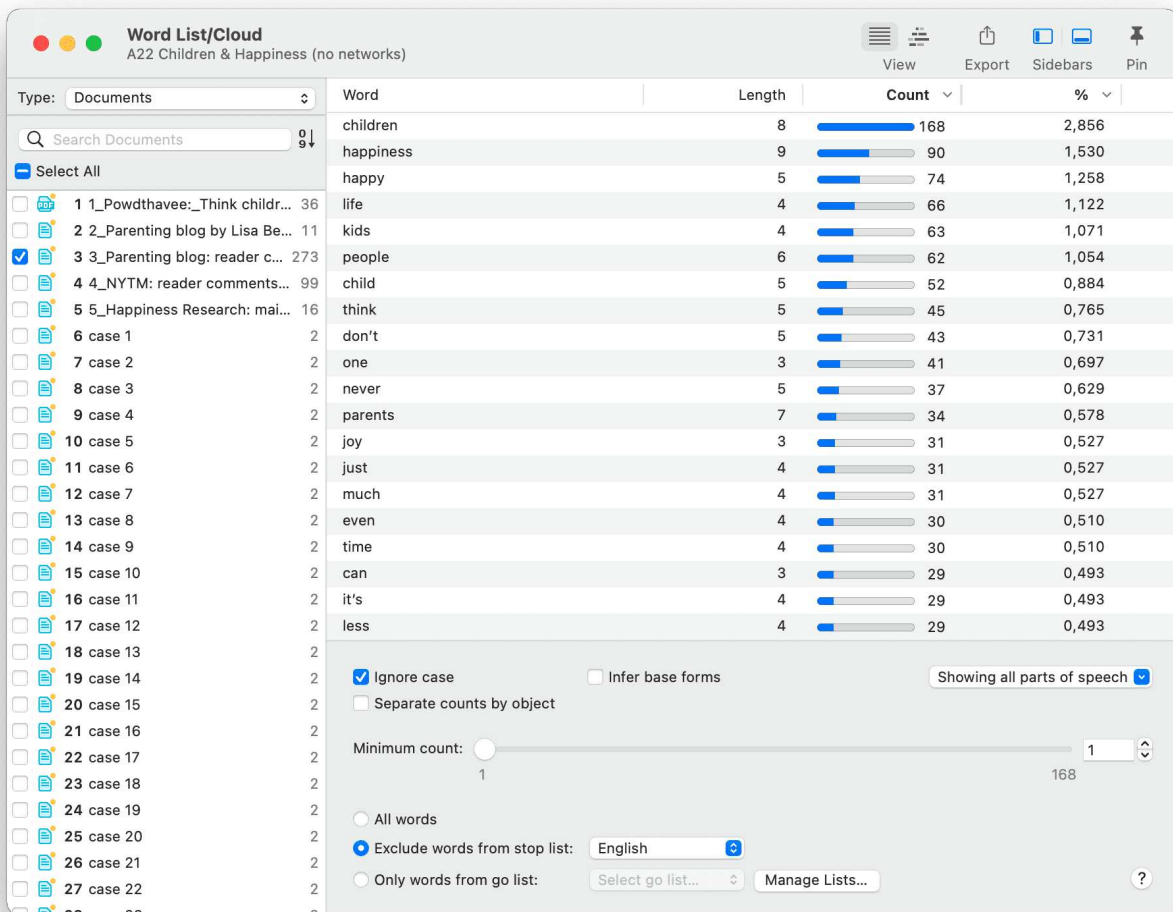 Word List/Cloud
A22 Children & Happiness (no networks)
View
Export
Sidebars
Pin
Type: Documents
Search Documents
Select All
1 1_Powdthavee:_Think childr... 36
2 2_Parenting blog by Lisa Be... 11
3 3_Parenting blog: reader c... 273
4 4_NYTM: reader comments... 99
5 5_Happiness Research: mai... 16
6 case 1 2
7 case 2 2
8 case 3 2
9 case 4 2
10 case 5 2
11 case 6 2
12 case 7 2
13 case 8 2
14 case 9 2
15 case 10 2
16 case 11 2
17 case 12 2
18 case 13 2
19 case 14 2
20 case 15 2
21 case 16 2
22 case 17 2
23 case 18 2
24 case 19 2
25 case 20 2
26 case 21 2
27 case 22 2
Word Length Count %
children 8 168 2,856
happiness 9 90 1,530
happy 5 74 1,258
life 4 66 1,122
kids 4 63 1,071
people 6 62 1,054
child 5 52 0,884
think 5 45 0,765
don't 5 43 0,731
one 3 41 0,697
never 5 37 0,629
parents 7 34 0,578
joy 3 31 0,527
just 4 31 0,527
much 4 31 0,527
even 4 30 0,510
time 4 30 0,510
can 3 29 0,493
it's 4 29 0,493
less 4 29 0,493
Ignore case
Infer base forms
Showing all parts of speech
Separate counts by object
Minimum count: 1
1 168
All words
Exclude words from stop list: English
Only words from go list: Select go list... Manage Lists...
?